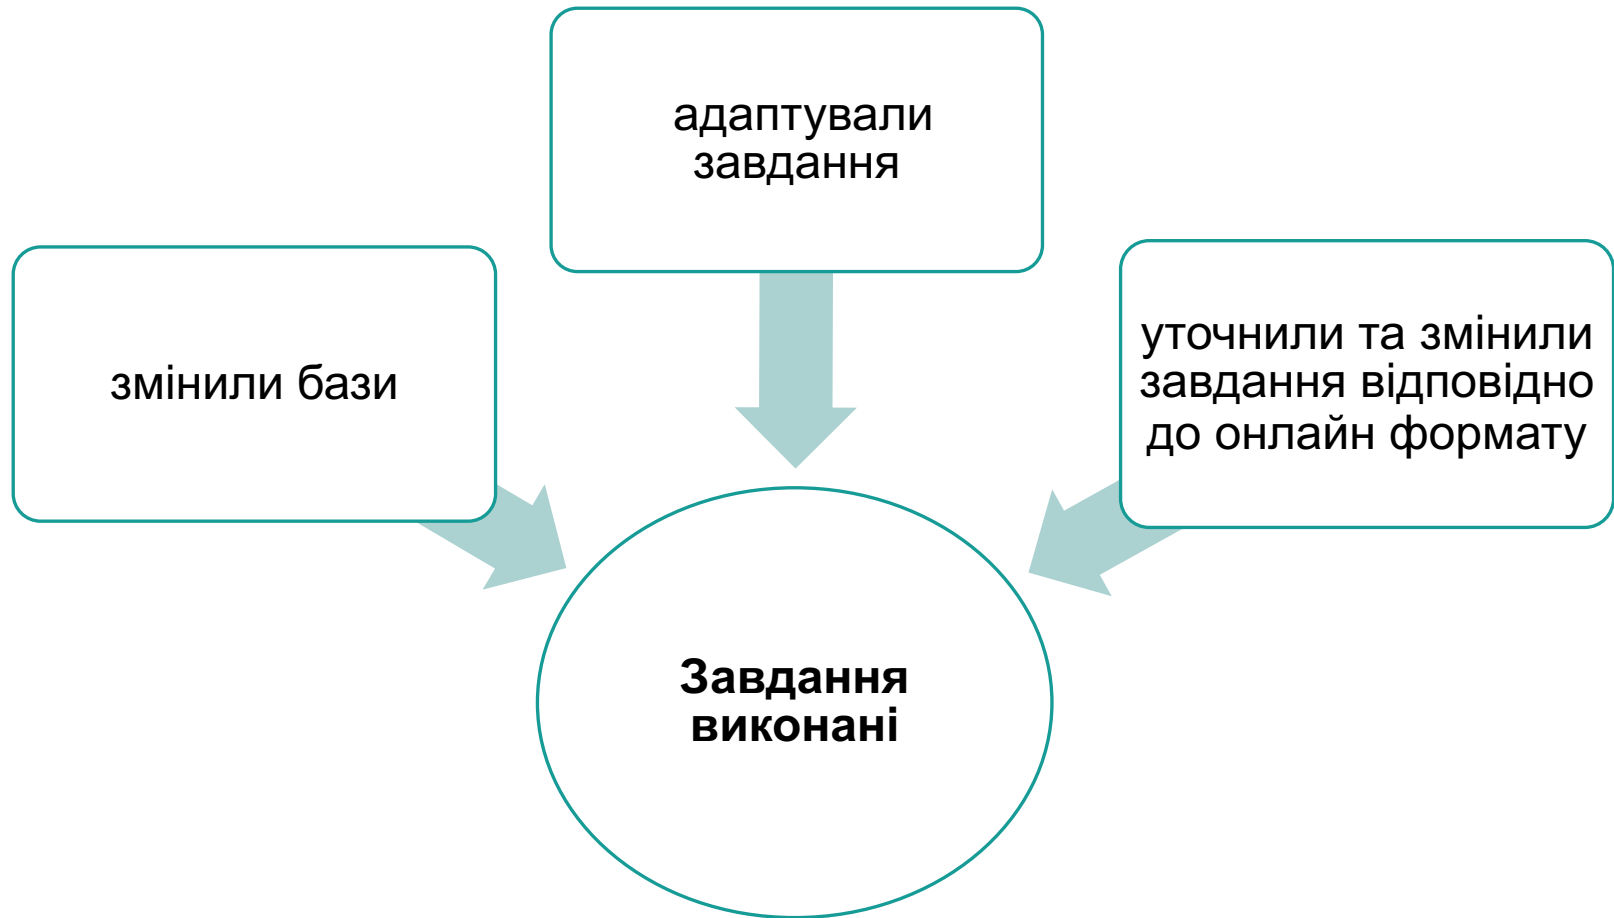 адаптували
завдання
змінили бази
уточнили та змінили
завдання відповідно
до онлайн формату
Завдання
виконані